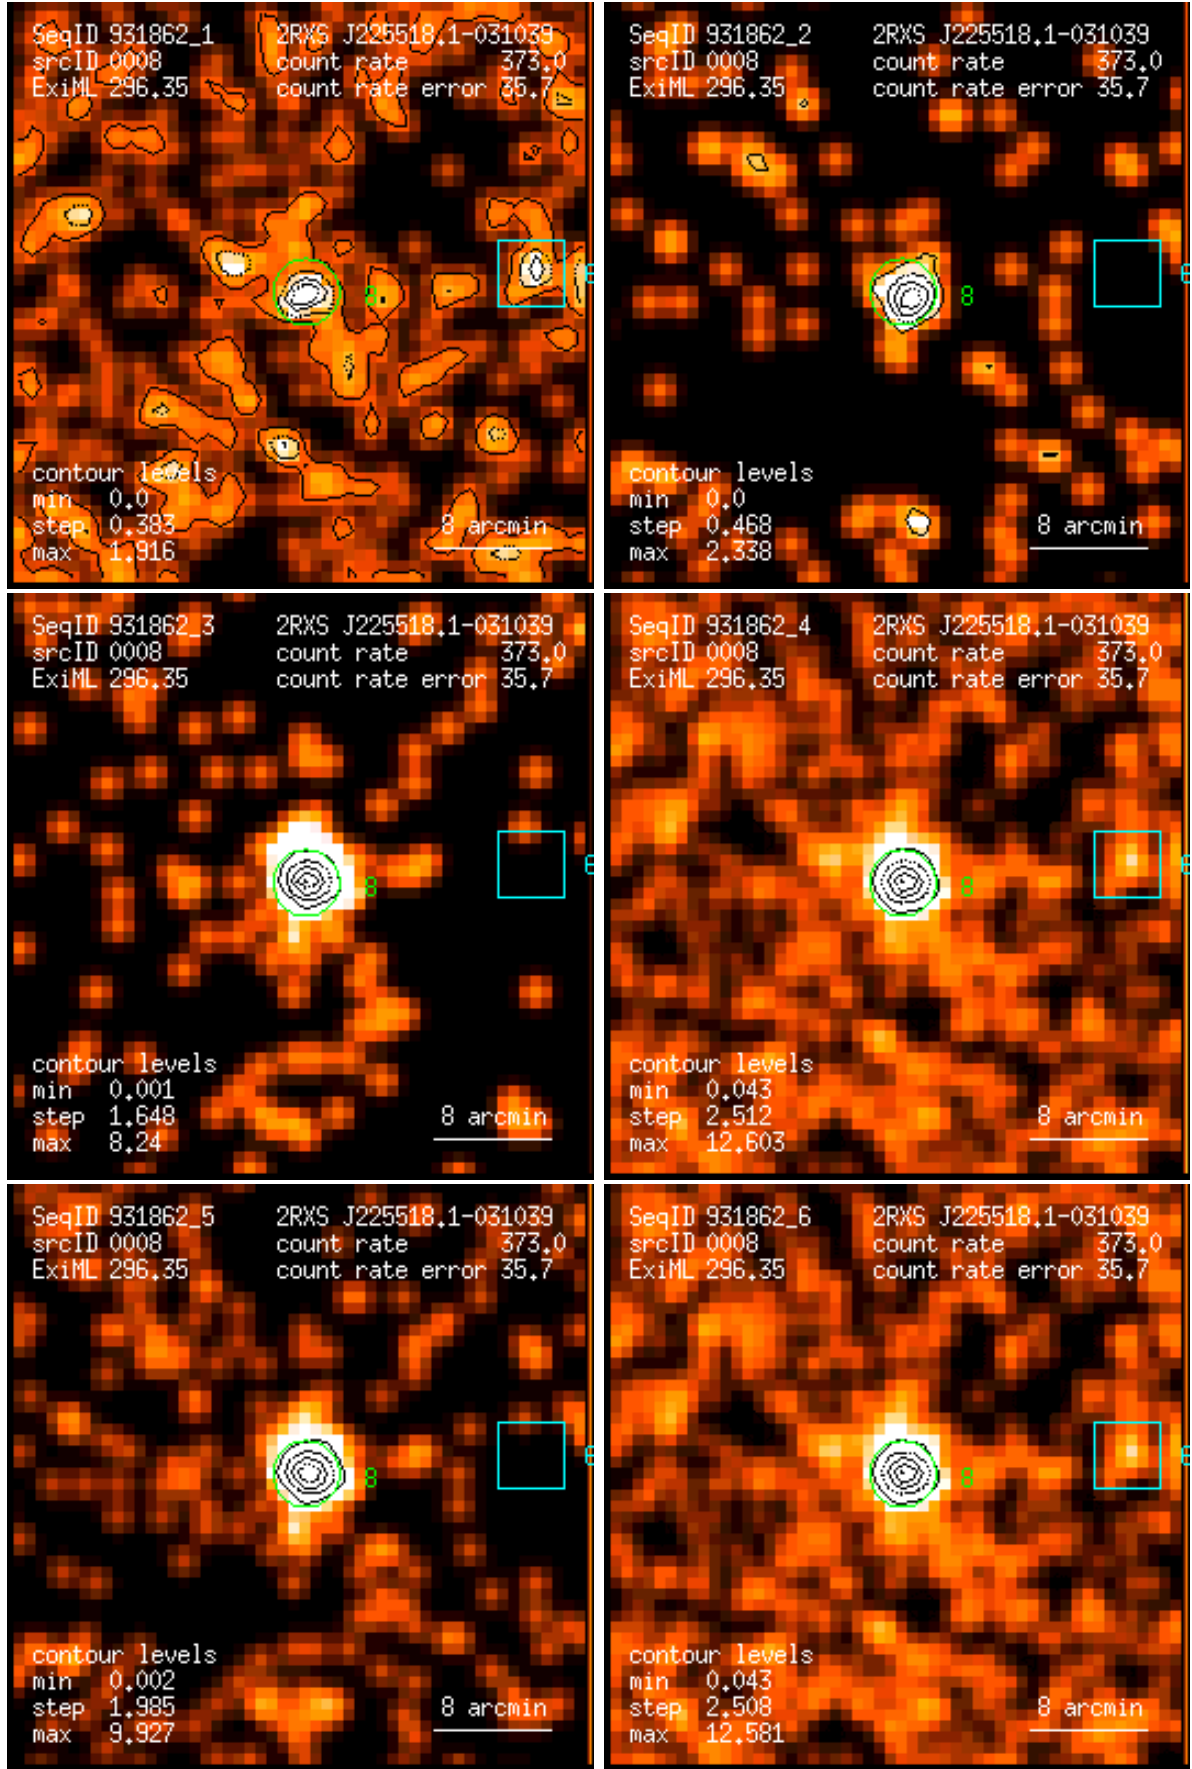 SeqID 931862_1 2RXS J225518.1-031039
srcID 0008 count rate 373.0
ExiML 296.35 count rate error 35.7
8
contour levels
min 0.0
step 0.383
max 1.916
8 arcmin
SeqID 931862_2 2RXS J225518.1-031039
srcID 0008 count rate 373.0
ExiML 296.35 count rate error 35.7
8
contour levels
min 0.0
step 0.468
max 2.338
8 arcmin
SeqID 931862_3 2RXS J225518.1-031039
srcID 0008 count rate 373.0
ExiML 296.35 count rate error 35.7
8
contour levels
min 0.001
step 1.648
max 8.24
8 arcmin
SeqID 931862_4 2RXS J225518.1-031039
srcID 0008 count rate 373.0
ExiML 296.35 count rate error 35.7
8
contour levels
min 0.043
step 2.512
max 12.603
8 arcmin
SeqID 931862_5 2RXS J225518.1-031039
srcID 0008 count rate 373.0
ExiML 296.35 count rate error 35.7
8
contour levels
min 0.002
step 1.985
max 9.927
8 arcmin
SeqID 931862_6 2RXS J225518.1-031039
srcID 0008 count rate 373.0
ExiML 296.35 count rate error 35.7
8
contour levels
min 0.043
step 2.508
max 12.581
8 arcmin